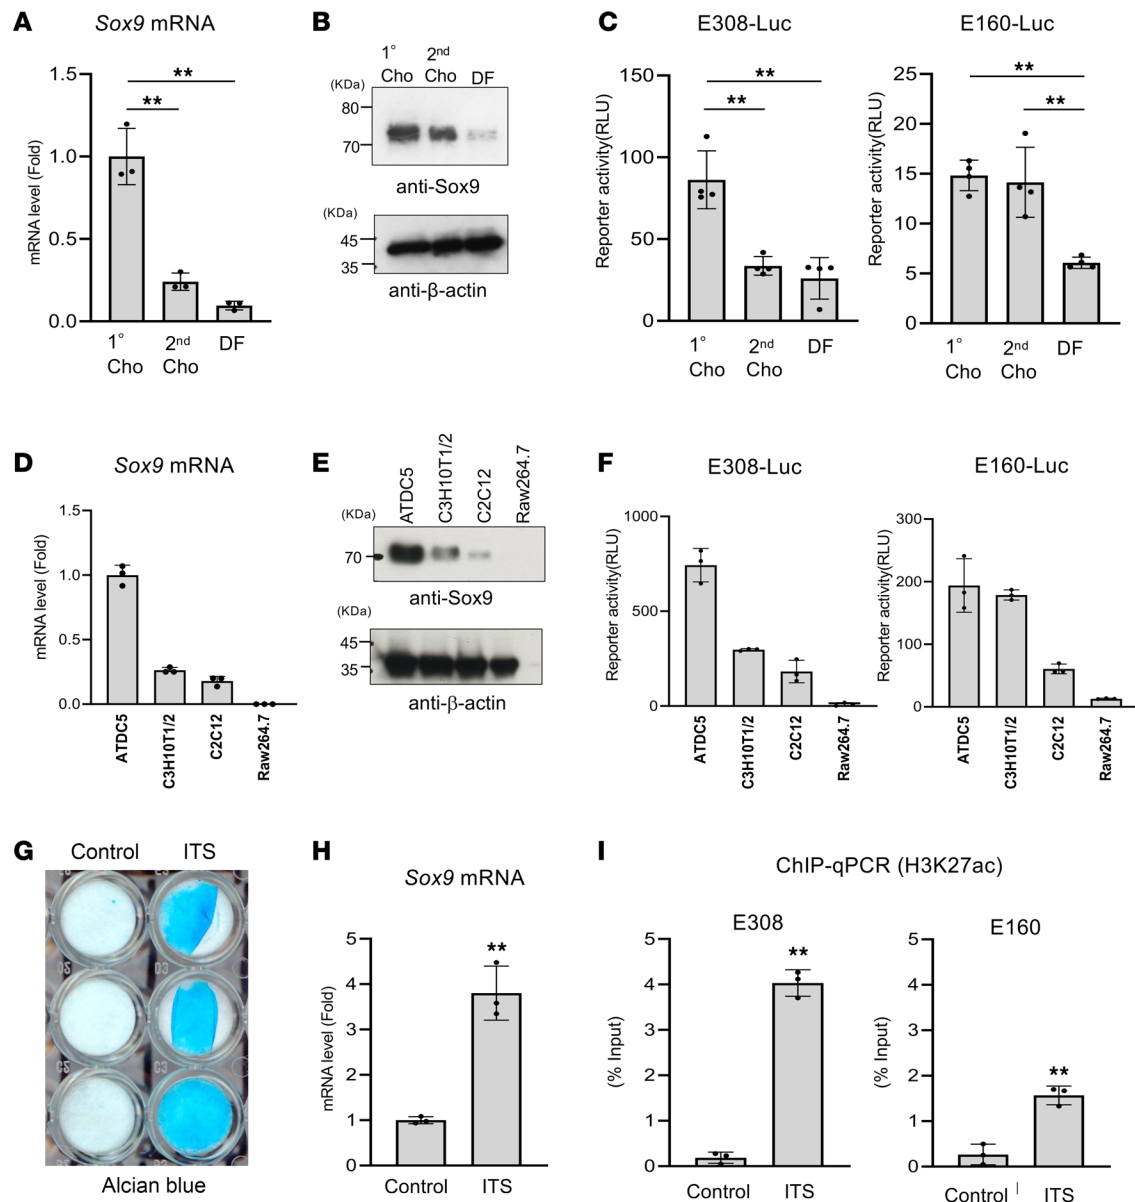 A
Sox9 mRNA
**
**
1.5
1.0
0.5
0.0
mRNA level (Fold)
1° Cho
2nd Cho
DF
B
1° Cho
2nd Cho
DF
(KDa)
80
70
anti-Sox9
(KDa)
45
35
anti-β-actin
C
E308-Luc
**
**
150
100
50
0
Reporter activity(RLU)
1° Cho
2nd Cho
DF
E160-Luc
**
**
25
20
15
10
5
0
Reporter activity(RLU)
1° Cho
2nd Cho
DF
D
Sox9 mRNA
1.5
1.0
0.5
0.0
mRNA level (Fold)
ATDC5
C3H10T1/2
C2C12
Raw264.7
E
ATDC5
C3H10T1/2
C2C12
Raw264.7
(KDa)
70
anti-Sox9
(KDa)
45
35
anti-β-actin
F
E308-Luc
1000
500
0
Reporter activity(RLU)
ATDC5
C3H10T1/2
C2C12
Raw264.7
E160-Luc
300
200
100
0
Reporter activity(RLU)
ATDC5
C3H10T1/2
C2C12
Raw264.7
G
Control
ITS
D3
C3
Alcian blue
H
Sox9 mRNA
**
5
4
3
2
1
0
mRNA level (Fold)
Control
ITS
I
ChIP-qPCR (H3K27ac)
E308
**
5
4
3
2
1
0
(% Input)
Control
ITS
E160
**
5
4
3
2
1
0
(% Input)
Control
ITS